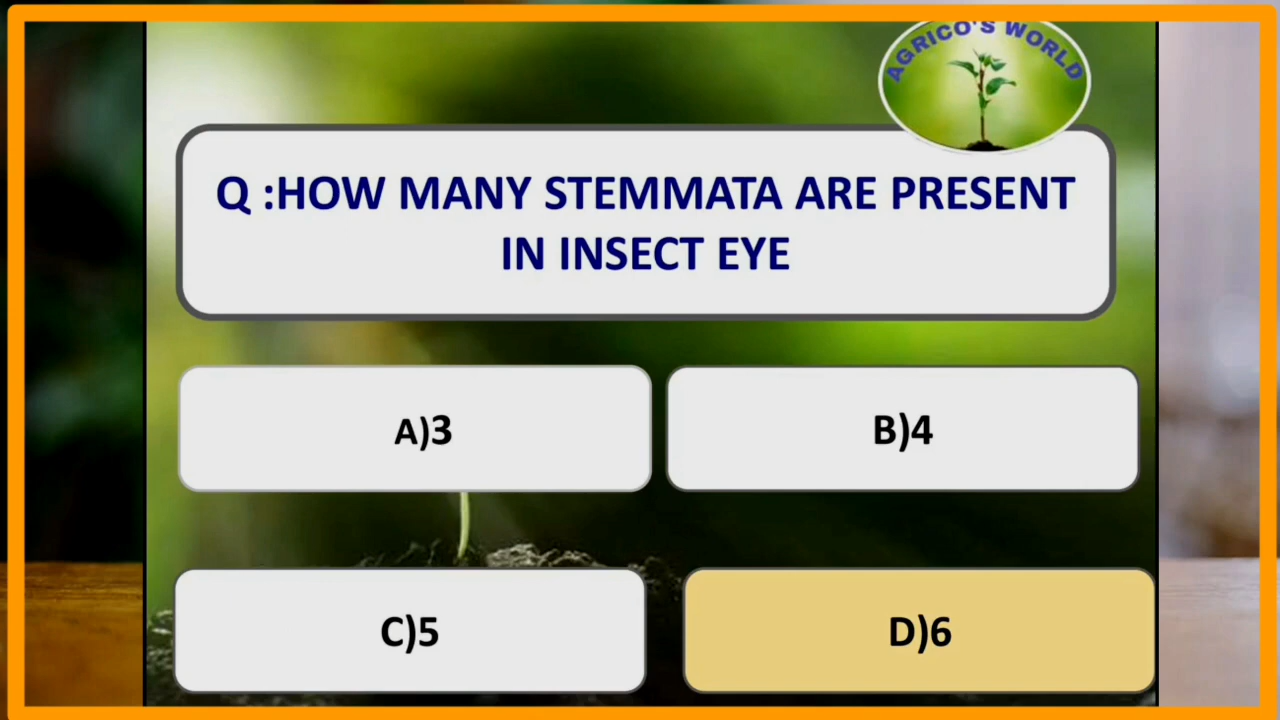 AGRICO'S WORLD
Q :HOW MANY STEMMATA ARE PRESENT
IN INSECT EYE
A)3
B)4
C)5
D)6